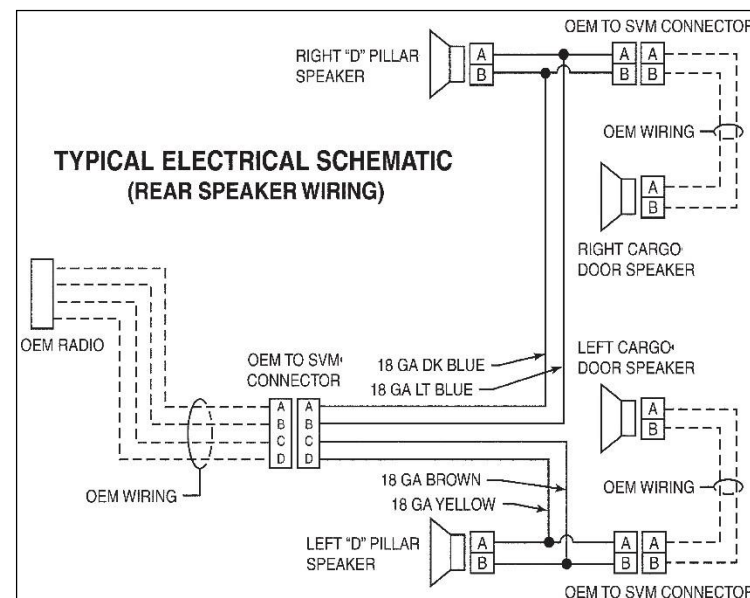 OEM TO SVM CONNECTOR
RIGHT "D" PILLAR
SPEAKER
A
B
A
B
A
B
OEM WIRING
TYPICAL ELECTRICAL SCHEMATIC
(REAR SPEAKER WIRING)
A
B
RIGHT CARGO
DOOR SPEAKER
OEM RADIO
OEM TO SVM
CONNECTOR
18 GA DK BLUE
18 GA LT BLUE
LEFT CARGO
DOOR SPEAKER
A
B
C
D
A
B
C
D
A
B
OEM WIRING
18 GA BROWN
18 GA YELLOW
OEM WIRING
LEFT "D" PILLAR
SPEAKER
A
B
A
B
A
B
OEM TO SVM CONNECTOR